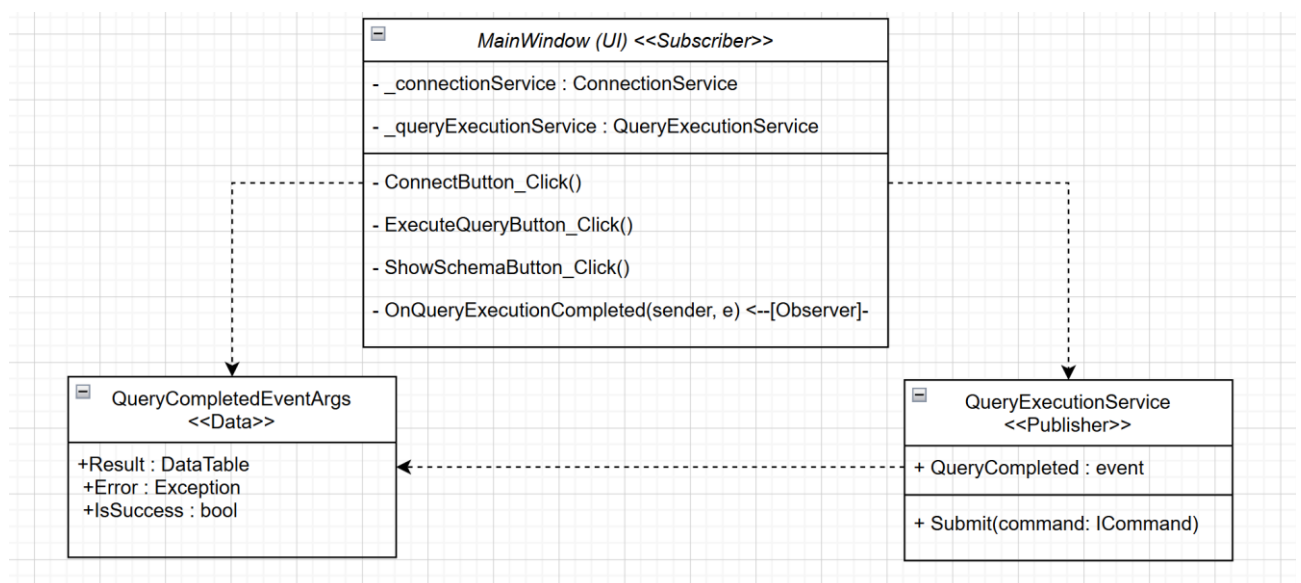 MainWindow (UI) <<Subscriber>>
- _connectionService : ConnectionService
- _queryExecutionService : QueryExecutionService
- ConnectButton_Click()
- ExecuteQueryButton_Click()
- ShowSchemaButton_Click()
- OnQueryExecutionCompleted(sender, e) <--[Observer]-
QueryCompletedEventArgs
<<Data>>
+Result : DataTable
+Error : Exception
+IsSuccess : bool
QueryExecutionService
<<Publisher>>
+ QueryCompleted : event
+ Submit(command: ICommand)